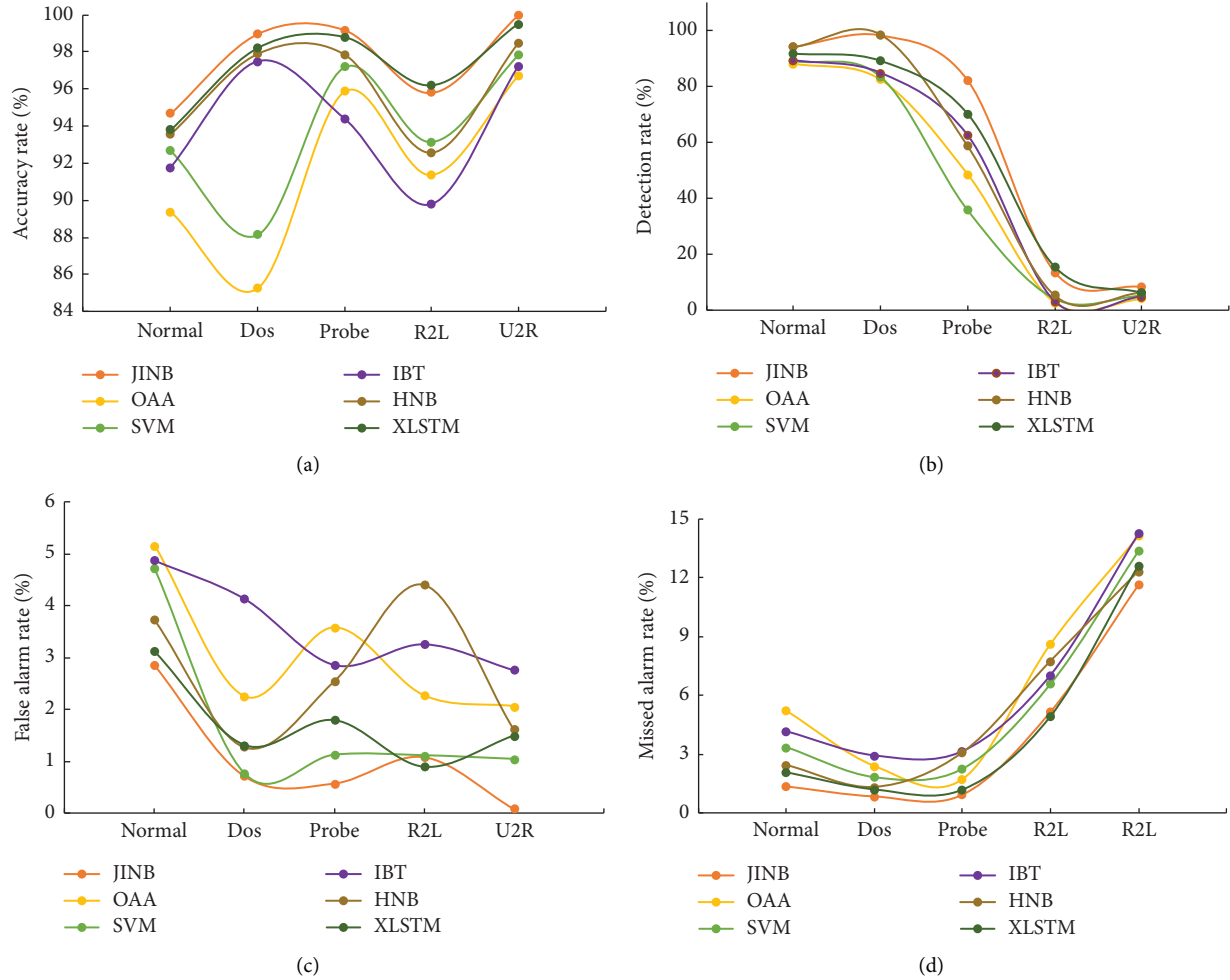 Accuracy rate (%)
100
98
96
94
92
90
88
86
84
Normal Dos Probe R2L U2R
JINB IBT
OAA HNB
SVM XLSTM
(a)
Detection rate (%)
100
80
60
40
20
0
Normal Dos Probe R2L U2R
JINB IBT
OAA HNB
SVM XLSTM
(b)
False alarm rate (%)
6
5
4
3
2
1
0
Normal Dos Probe R2L U2R
JINB IBT
OAA HNB
SVM XLSTM
(c)
Missed alarm rate (%)
15
12
9
6
3
0
Normal Dos Probe R2L R2L
JINB IBT
OAA HNB
SVM XLSTM
(d)